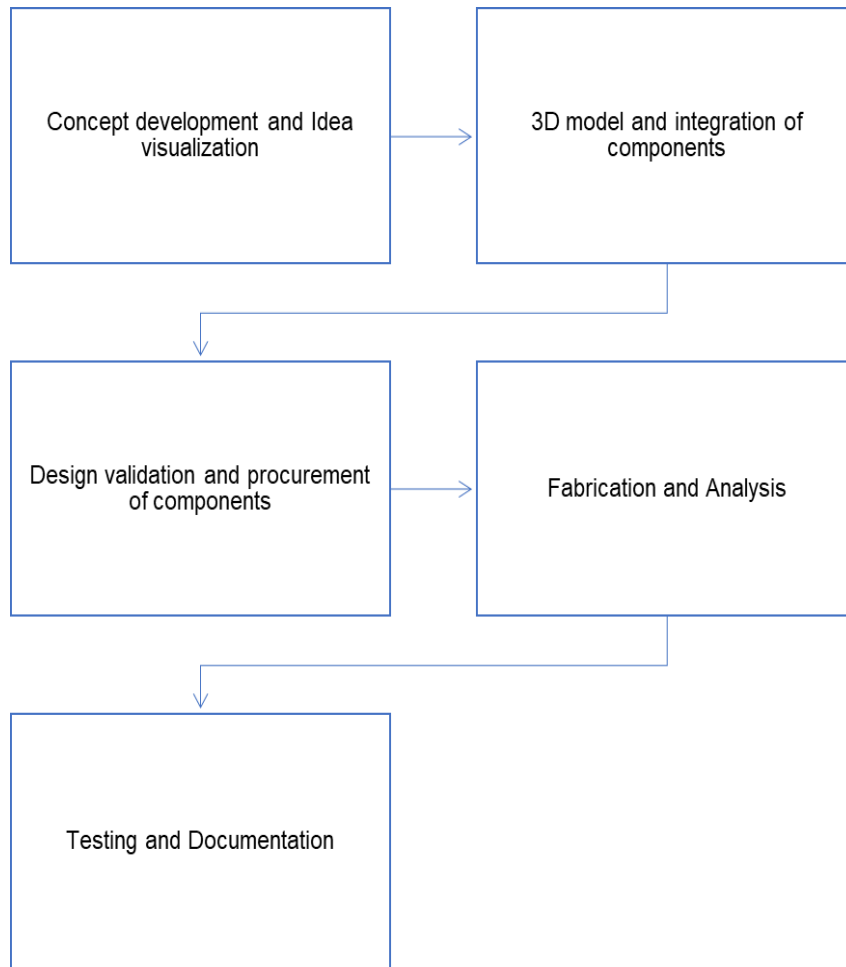 Concept development and Idea
visualization
3D model and integration of
components
Design validation and procurement
of components
Fabrication and Analysis
Testing and Documentation